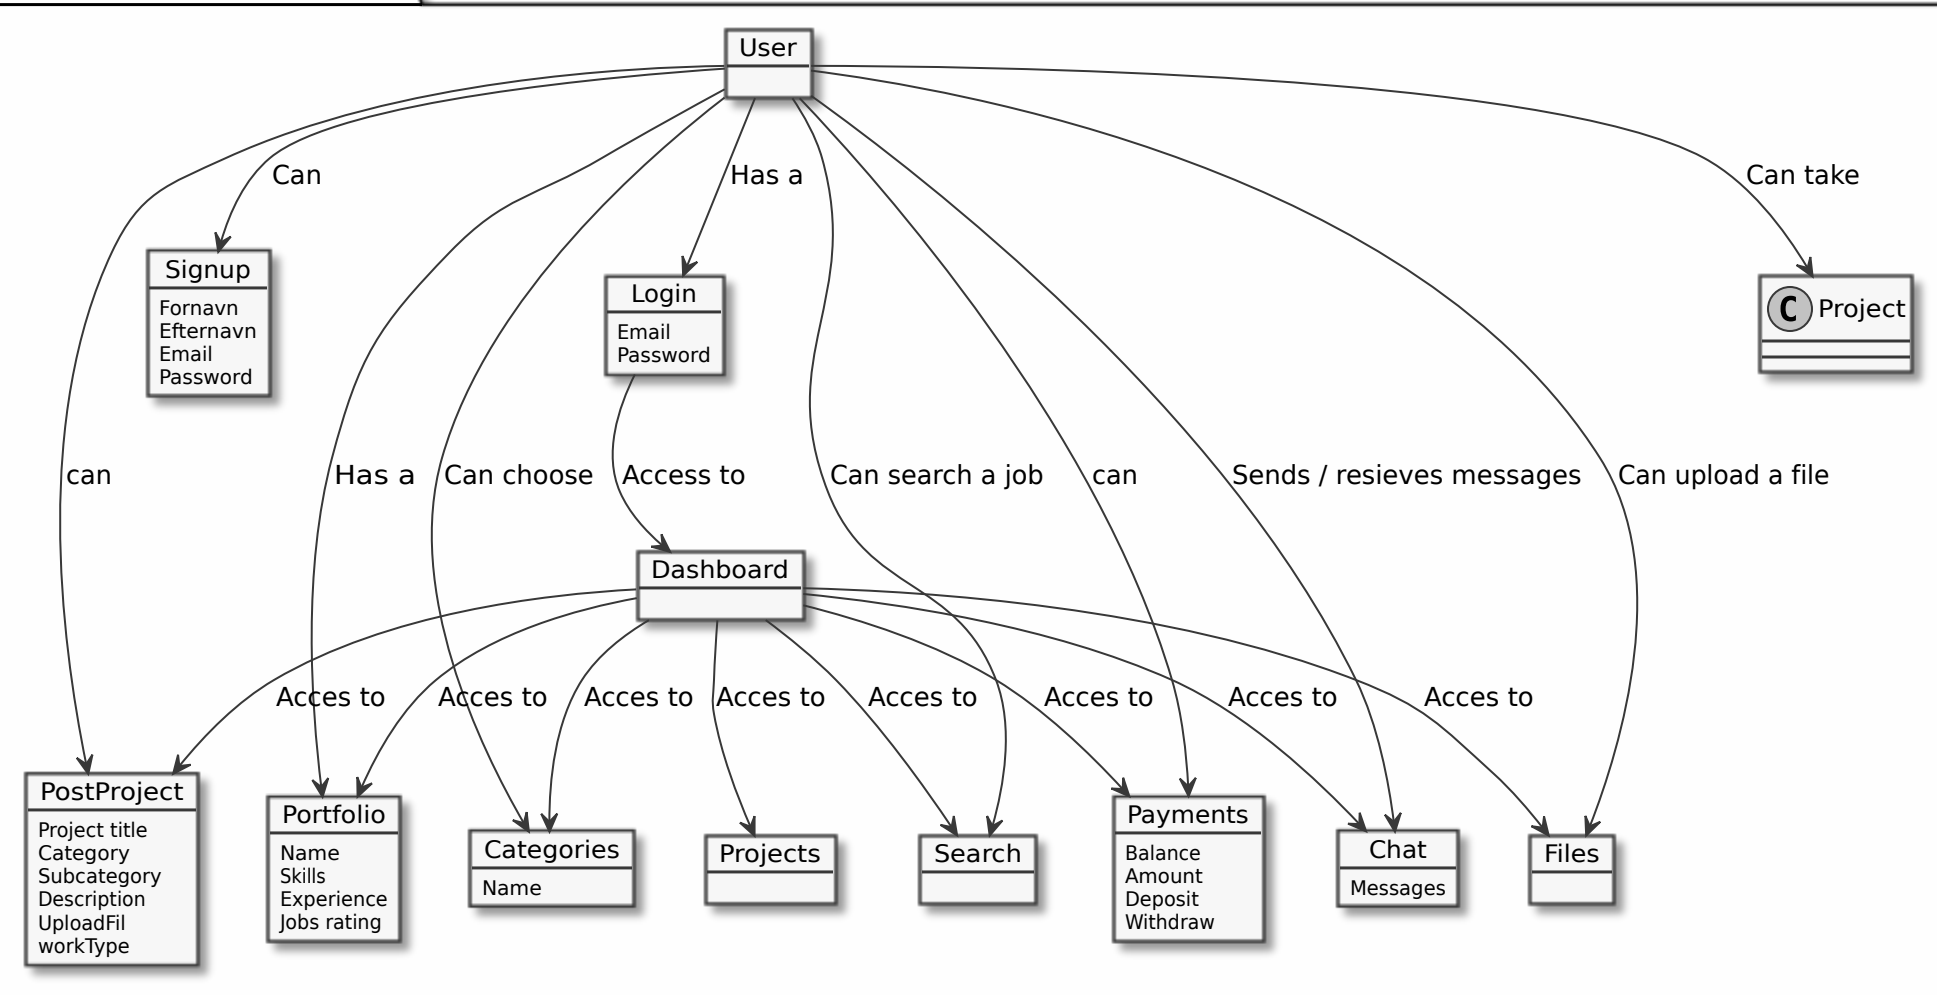 User
Can
Has a
Can take
Signup
Fornavn
Efternavn
Email
Password
Login
Email
Password
C Project
can
Has a
Can choose
Access to
Can search a job
can
Sends / resieves messages
Can upload a file
Dashboard
Acces to
Acces to
Acces to
Acces to
Acces to
Acces to
Acces to
Acces to
PostProject
Project title
Category
Subcategory
Description
UploadFil
workType
Portfolio
Name
Skills
Experience
Jobs rating
Categories
Name
Projects
Search
Payments
Balance
Amount
Deposit
Withdraw
Chat
Messages
Files